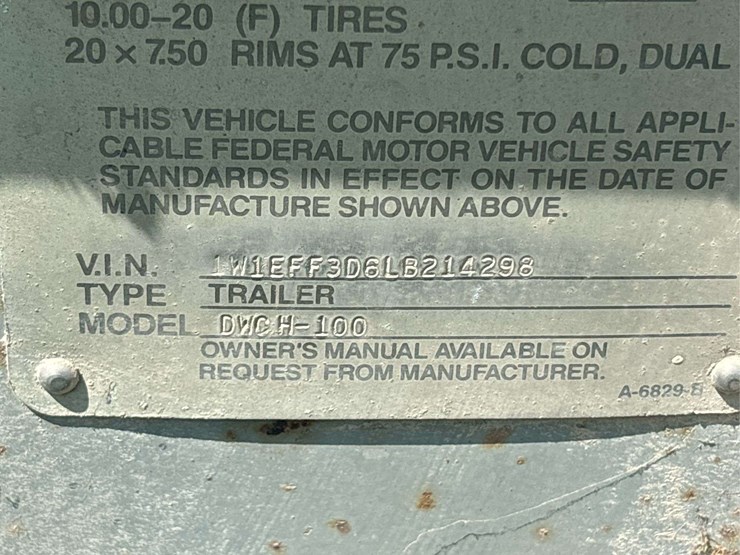 10.00-20 (F) TIRES
20 x 7.50 RIMS AT 75 P.S.I. COLD, DUAL
THIS VEHICLE CONFORMS TO ALL APPLI-
CABLE FEDERAL MOTOR VEHICLE SAFETY
STANDARDS IN EFFECT ON THE DATE OF
MANUFACTURE SHOWN ABOVE.
V.I.N. 1W1EFF3D6LB214298
TYPE TRAILER
MODEL DWCH-100
OWNER'S MANUAL AVAILABLE ON
REQUEST FROM MANUFACTURER.
A-6829-B